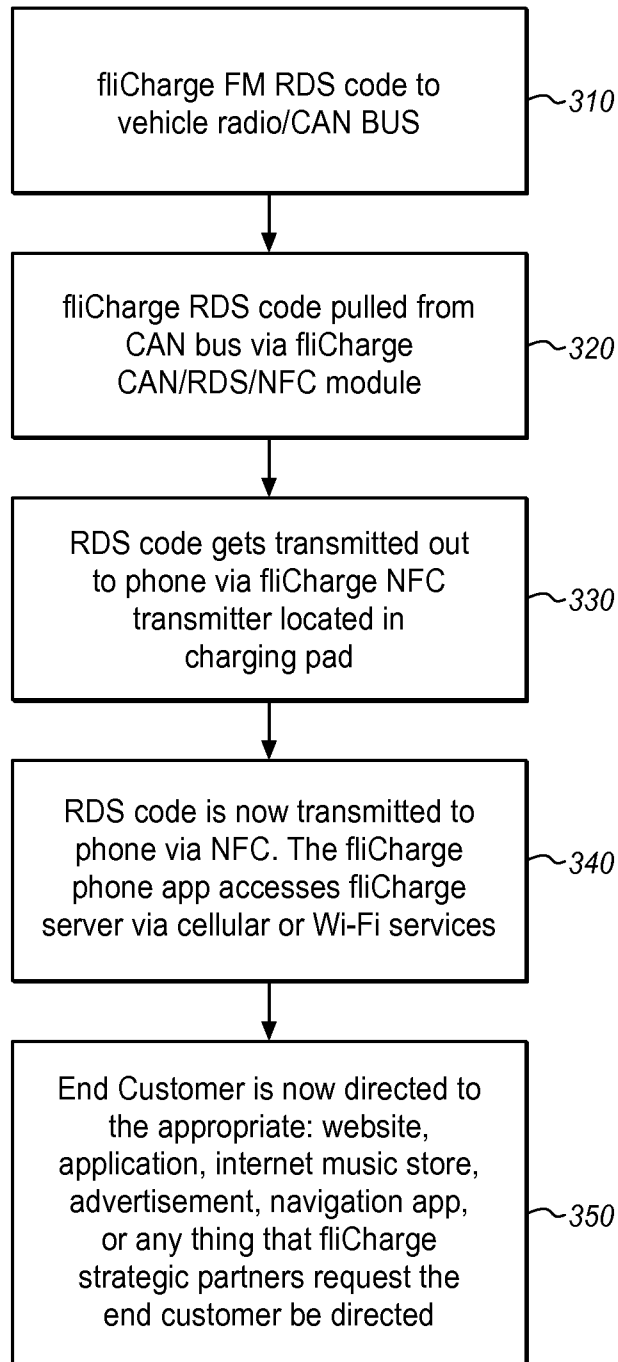 fliCharge FM RDS code to
vehicle radio/CAN BUS
310
fliCharge RDS code pulled from
CAN bus via fliCharge
CAN/RDS/NFC module
320
RDS code gets transmitted out
to phone via fliCharge NFC
transmitter located in
charging pad
330
RDS code is now transmitted to
phone via NFC. The fliCharge
phone app accesses fliCharge
server via cellular or Wi-Fi services
340
End Customer is now directed to
the appropriate: website,
application, internet music store,
advertisement, navigation app,
or any thing that fliCharge
strategic partners request the
end customer be directed
350